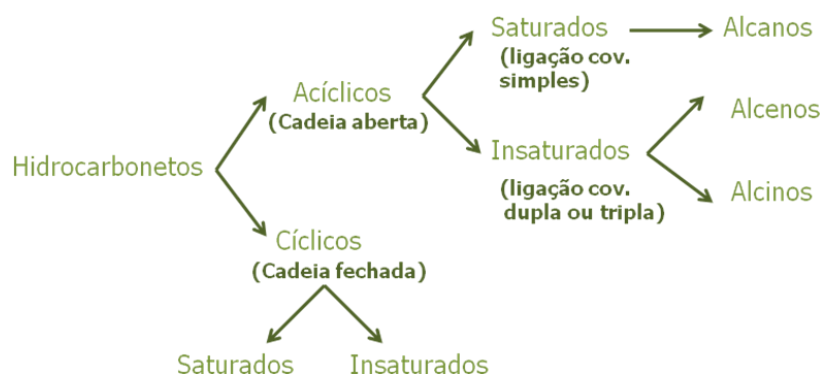 Saturados
(ligação cov.
simples)
Alcanos
Acíclicos
(Cadeia aberta)
Alcenos
Hidrocarbonetos
Insaturados
(ligação cov.
dupla ou tripla)
Alcinos
Cíclicos
(Cadeia fechada)
Saturados
Insaturados